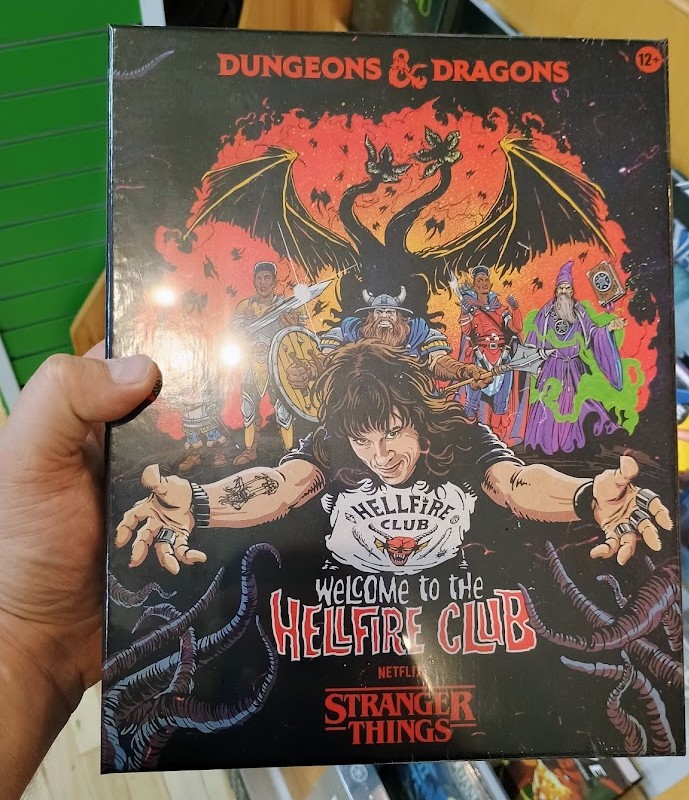 DUNGEONS & DRAGONS
12+
HELLFIRE
CLUB
WELCOME to the
HELLFIRE CLUB
NETFLIX
STRANGER
THINGS